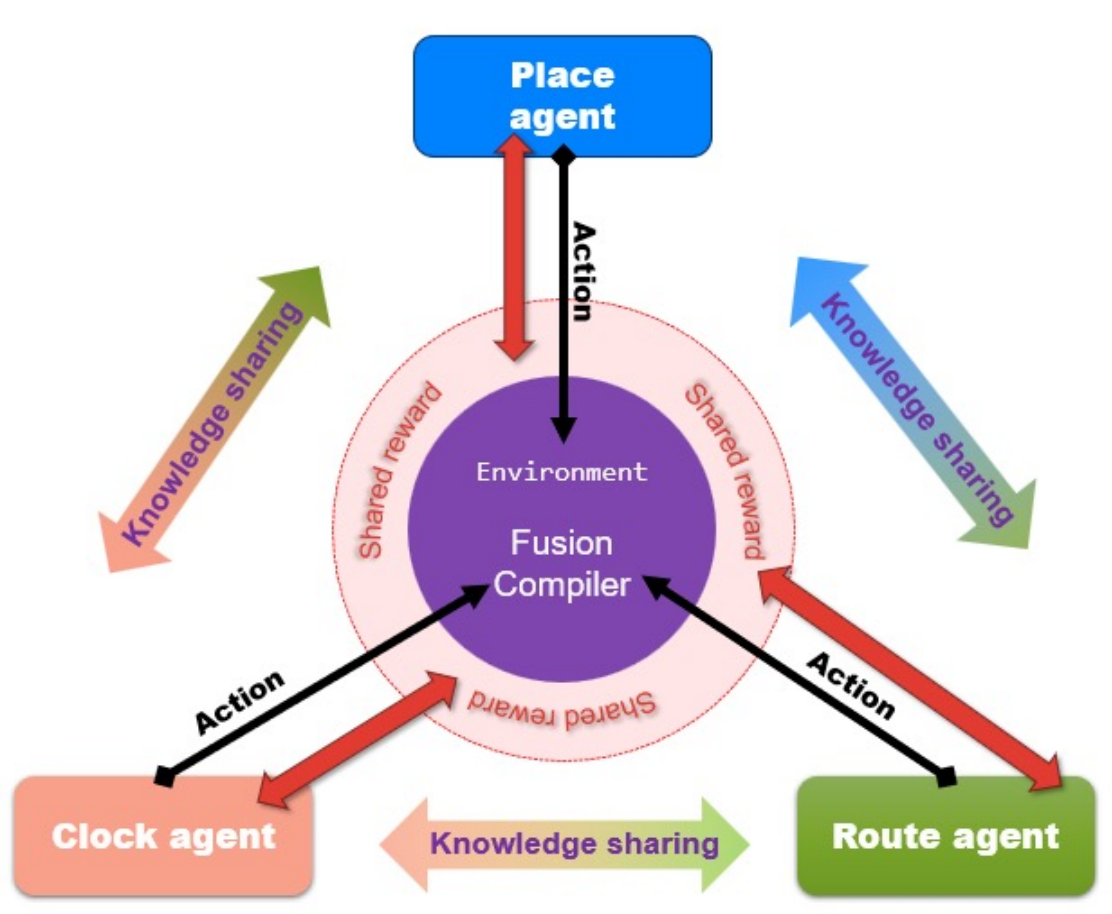 Place
agent
Action
Knowledge sharing
Knowledge sharing
Shared reward
Shared reward
Environment
Fusion
Compiler
Action
Action
Shared reward
Clock agent
Knowledge sharing
Route agent